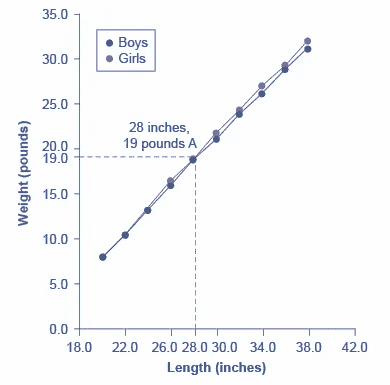 35.0
30.0
25.0
20.0
19.0
15.0
10.0
5.0
0.0
Weight (pounds)
Boys
Girls
28 inches,
19 pounds A
18.0 22.0 26.0 28.0 30.0 34.0 38.0 42.0
Length (inches)